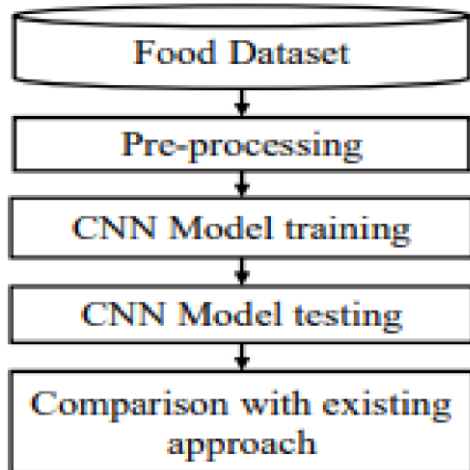 Food Dataset
Pre-processing
CNN Model training
CNN Model testing
Comparison with existing
approach